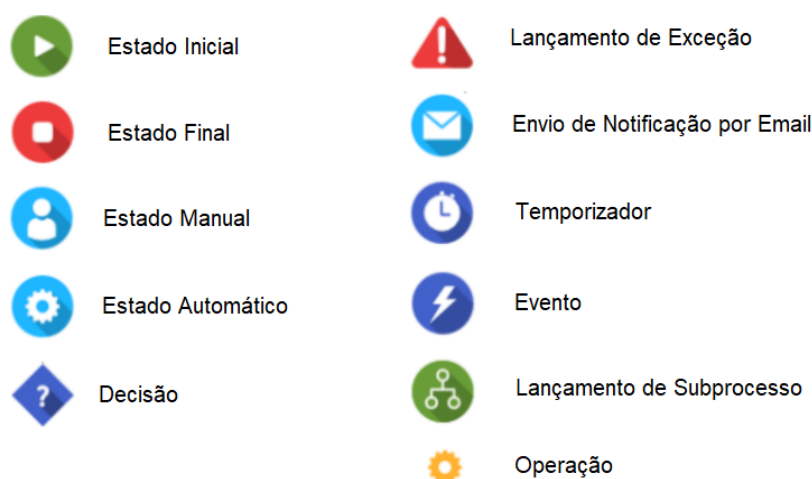 Estado Inicial
Estado Final
Estado Manual
Estado Automático
? Decisão
Lançamento de Exceção
Envio de Notificação por Email
Temporizador
Evento
Lançamento de Subprocesso
Operação